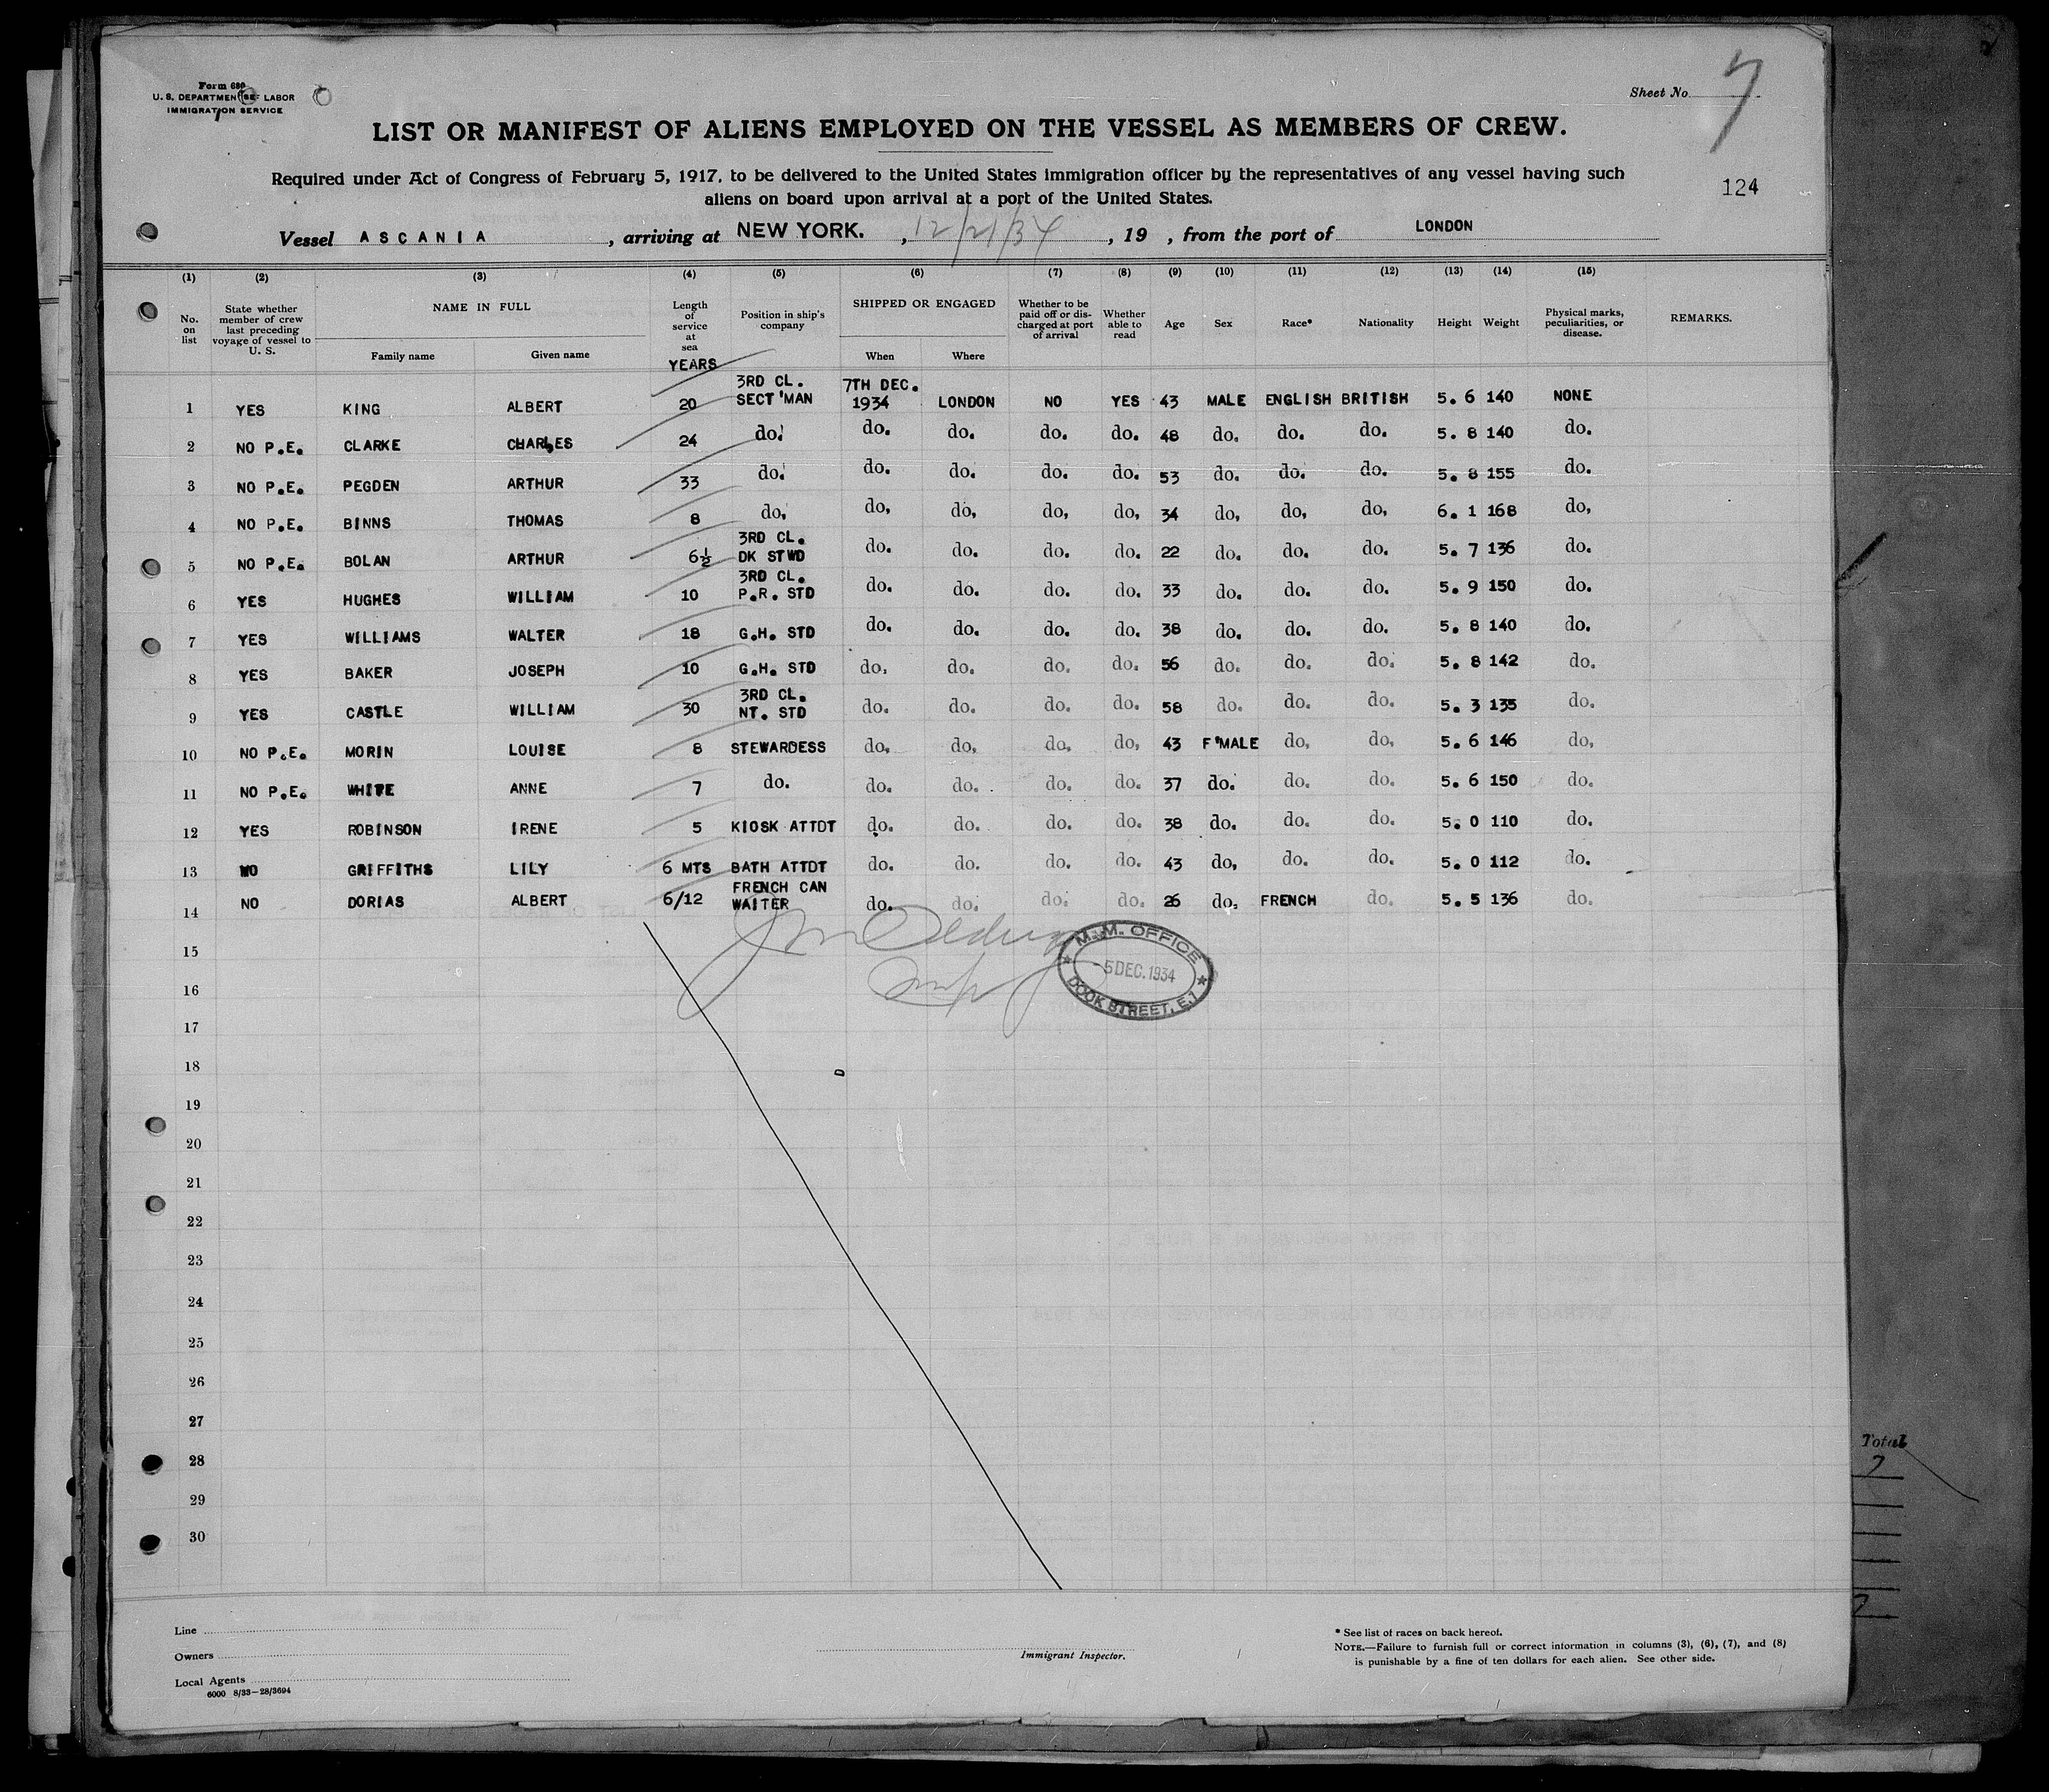 Form 680
U. S. DEPARTMENT OF LABOR
IMMIGRATION SERVICE
Sheet No. 7
LIST OR MANIFEST OF ALIENS EMPLOYED ON THE VESSEL AS MEMBERS OF CREW.
Required under Act of Congress of February 5, 1917, to be delivered to the United States immigration officer by the representatives of any vessel having such
aliens on board upon arrival at a port of the United States.
124
Vessel ASCANIA, arriving at NEW YORK., 12/21/34, 19 , from the port of LONDON
(1) (2) (3) (4) (5) (6) (7) (8) (9) (10) (11) (12) (13) (14) (15)
No. on list
State whether member of crew last preceding voyage of vessel to U. S.
NAME IN FULL
Family name
Given name
Length of service at sea
YEARS
Position in ship's company
SHIPPED OR ENGAGED
When
Where
Whether to be paid off or discharged at port of arrival
Whether able to read
Age
Sex
Race*
Nationality
Height
Weight
Physical marks, peculiarities, or disease.
REMARKS.
1 YES KING ALBERT 20 3RD CL. SECT'MAN 7TH DEC. 1934 LONDON NO YES 43 MALE ENGLISH BRITISH 5. 6 140 NONE
2 NO P.E. CLARKE CHARLES 24 do. do. do. do. do. 48 do. do. do. 5. 8 140 do.
3 NO P.E. PEGDEN ARTHUR 33 do. do. do. do. do. 53 do. do. do. 5. 8 155 do.
4 NO P.E. BINNS THOMAS 8 do, do, do, do, do, 34 do, do, do, 6. 1 168 do,
5 NO P.E. BOLAN ARTHUR 6½ 3RD CL. DK STWD do. do. do. do. 22 do. do. do. 5. 7 136 do.
6 YES HUGHES WILLIAM 10 3RD CL. P.R. STD do. do. do. do. 33 do. do. do. 5. 9 150 do.
7 YES WILLIAMS WALTER 18 G.H. STD do. do. do. do. 38 do. do. do. 5. 8 140 do.
8 YES BAKER JOSEPH 10 G.H. STD do. do. do. do. 56 do. do. do. 5. 8 142 do.
9 YES CASTLE WILLIAM 30 3RD CL. NT. STD do. do. do. do. 58 do. do. do. 5. 3 135 do.
10 NO P.E. MORIN LOUISE 8 STEWARDESS do, do, do, do, 43 F'MALE do, do, 5. 6 146 do,
11 NO P.E. WHITE ANNE 7 do. do. do. do. do. 37 do. do. do. 5. 6 150 do.
12 YES ROBINSON IRENE 5 KIOSK ATTDT do. do. do. do. 38 do. do. do. 5. 0 110 do.
13 NO GRIFFITHS LILY 6 MTS BATH ATTDT do. do. do. do. 43 do, do. do. 5. 0 112 do.
14 NO DORIAS ALBERT 6/12 FRENCH CAN WAITER do. do. do. do. 26 do. FRENCH do. 5. 5 136 do.
M.M. OFFICE
-5 DEC. 1934
DOCK STREET, E.1
15
16
17
18
19
20
21
22
23
24
25
26
27
28
29
30
Line
Owners
Local Agents
6000 8/33—28/3694
Immigrant Inspector.
* See list of races on back hereof.
NOTE.—Failure to furnish full or correct information in columns (3), (6), (7), and (8)
is punishable by a fine of ten dollars for each alien. See other side.
Total
7